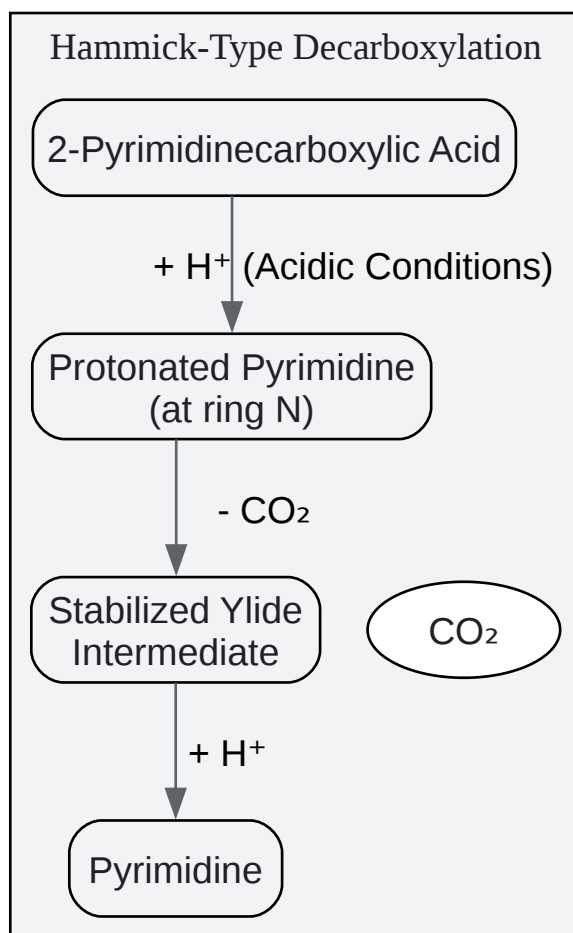 Hammick-Type Decarboxylation
2-Pyrimidinecarboxylic Acid
+ H⁺ (Acidic Conditions)
Protonated Pyrimidine
(at ring N)
- CO₂
Stabilized Ylide
Intermediate
CO₂
+ H⁺
Pyrimidine